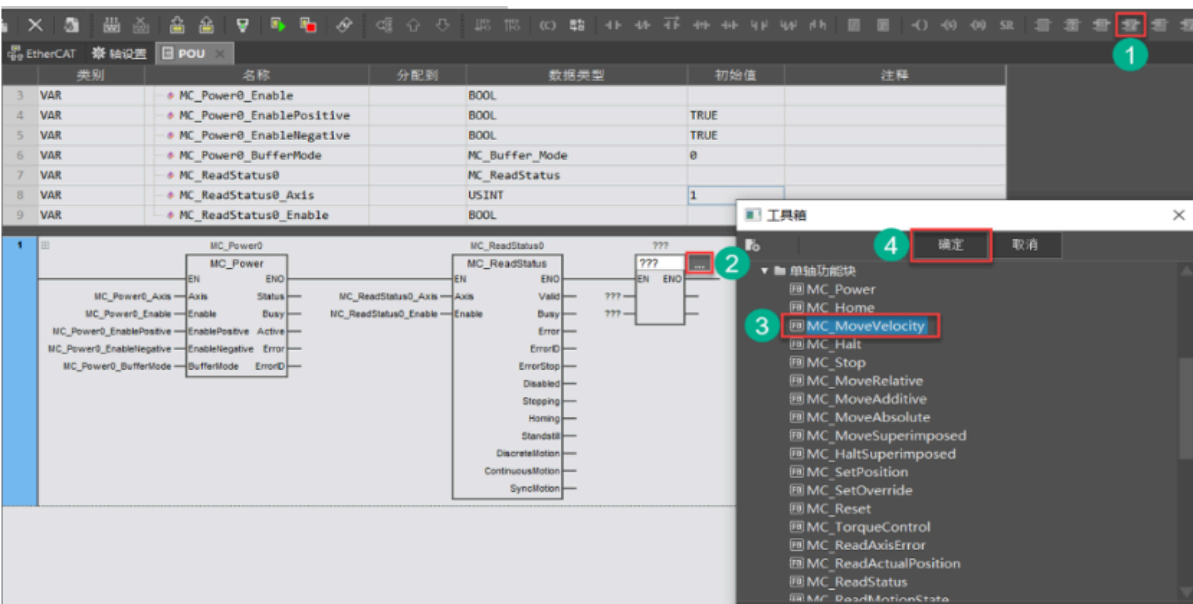 (C)
(S)
(R)
SR
1
EtherCAT 轴设置 POU
类别 名称 分配到 数据类型 初始值 注释
3 VAR MC_Power0_Enable BOOL
4 VAR MC_Power0_EnablePositive BOOL TRUE
5 VAR MC_Power0_EnableNegative BOOL TRUE
6 VAR MC_Power0_BufferMode MC_Buffer_Mode 0
7 VAR MC_ReadStatus0 MC_ReadStatus
8 VAR MC_ReadStatus0_Axis USINT 1
9 VAR MC_ReadStatus0_Enable BOOL
1
MC_Power0
MC_Power
EN ENO
MC_Power0_Axis Axis Status
MC_Power0_Enable Enable Busy
MC_Power0_EnablePositive EnablePositive Active
MC_Power0_EnableNegative EnableNegative Error
MC_Power0_BufferMode BufferMode ErrorID
MC_ReadStatus0
MC_ReadStatus
EN ENO
MC_ReadStatus0_Axis Axis Valid
MC_ReadStatus0_Enable Enable Busy
Error
ErrorID
ErrorStop
Disabled
Stopping
Homing
Standstill
DiscreteMotion
ContinuousMotion
SyncMotion
???
??? ... 2
EN ENO
???
???
工具箱
4 确定 取消
单轴功能块
MC_Power
MC_Home
3 MC_MoveVelocity
MC_Halt
MC_Stop
MC_MoveRelative
MC_MoveAdditive
MC_MoveAbsolute
MC_MoveSuperimposed
MC_HaltSuperimposed
MC_SetPosition
MC_SetOverride
MC_Reset
MC_TorqueControl
MC_ReadAxisError
MC_ReadActualPosition
MC_ReadStatus
MC_ReadMotionState